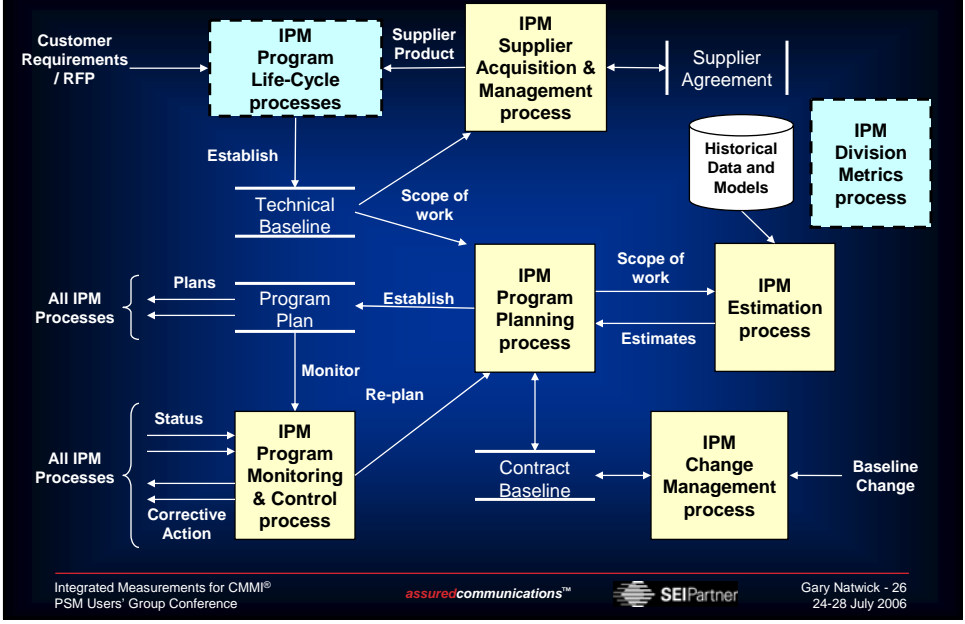 Customer
Requirements
/ RFP
IPM
Program
Life-Cycle
processes
Supplier
Product
IPM
Supplier
Acquisition &
Management
process
Supplier
Agreement
Historical
Data and
Models
IPM
Division
Metrics
process
Establish
Technical
Baseline
Scope of
work
All IPM
Processes
Plans
Program
Plan
Establish
IPM
Program
Planning
process
Scope of
work
Estimates
IPM
Estimation
process
Monitor
Re-plan
All IPM
Processes
Status
Corrective
Action
IPM
Program
Monitoring
& Control
process
Contract
Baseline
IPM
Change
Management
process
Baseline
Change
Integrated Measurements for CMMI®
PSM Users' Group Conference
assuredcommunications™
SEIPartner
Gary Natwick - 26
24-28 July 2006